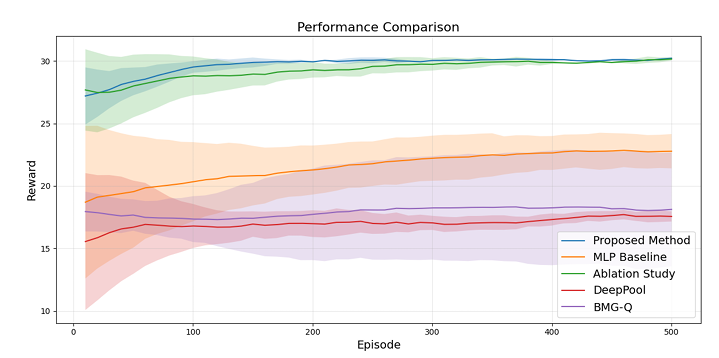 Performance Comparison
Reward
30
25
20
15
10
0
100
200
300
400
500
Episode
Proposed Method
MLP Baseline
Ablation Study
DeepPool
BMG-Q